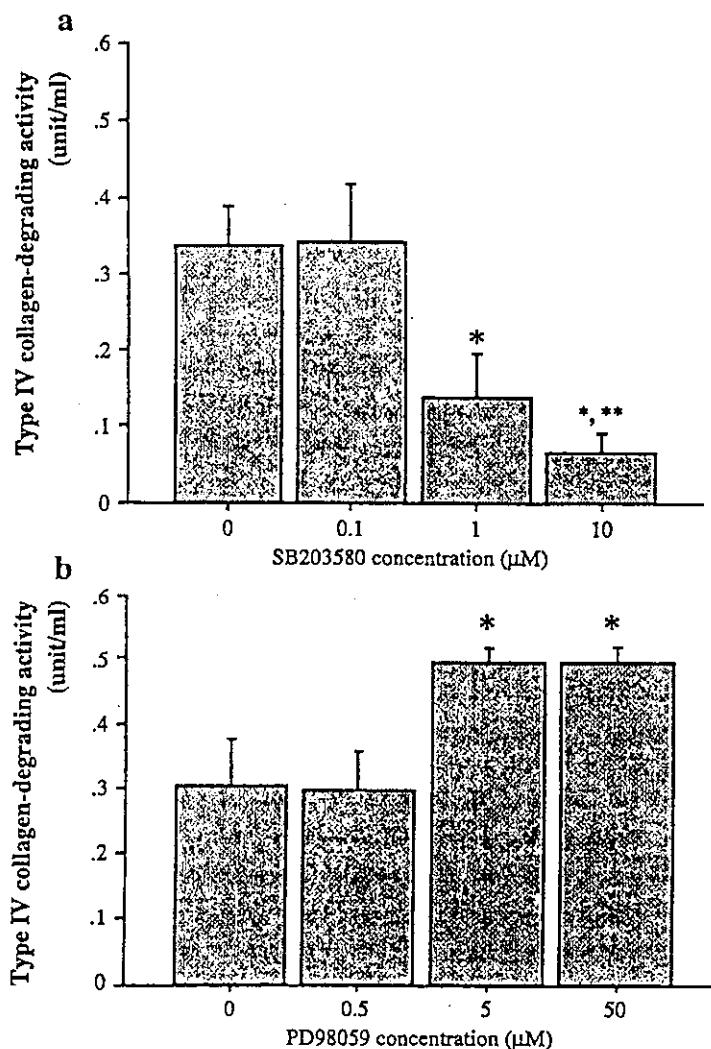 a
Type IV collagen-degrading activity
(unit/ml)
.6
.5
.4
.3
.2
.1
0
*
*, **
0 0.1 1 10
SB203580 concentration (μM)
b
Type IV collagen-degrading activity
(unit/ml)
.6
.5
.4
.3
.2
.1
0
* *
0 0.5 5 50
PD98059 concentration (μM)